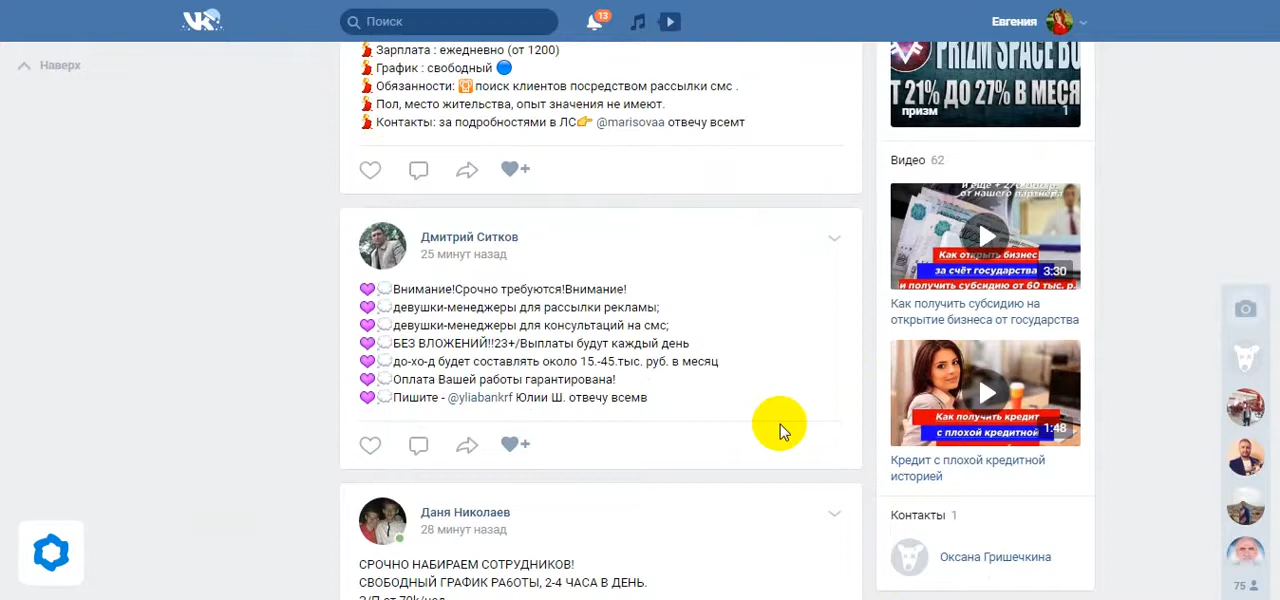 Поиск
13
Евгения
Наверх
Зарплата : ежедневно (от 1200)
График : свободный
Обязанности: поиск клиентов посредством рассылки смс .
Пол, место жительства, опыт значения не имеют.
Контакты: за подробностями в ЛС👉 @marisovaa отвечу всемт
Дмитрий Ситков
25 минут назад
💜💭Внимание!Срочно требуются!Внимание!
💜💭девушки-менеджеры для рассылки рекламы;
💜💭девушки-менеджеры для консультаций на смс;
💜💭БЕЗ ВЛОЖЕНИЙ!!23+/Выплаты будут каждый день
💜💭до-хо-д будет составлять около 15.-45.тыс. руб. в месяц
💜💭Оплата Вашей работы гарантирована!
💜💭Пишите - @yliabankrf Юлии Ш. отвечу всемв
Даня Николаев
28 минут назад
СРОЧНО НАБИРАЕМ СОТРУДНИКОВ!
СВОБОДНЫЙ ГРАФИК РАБОТЫ, 2-4 ЧАСА В ДЕНЬ.
PRIZM SPACE BO
ОТ 21% ДО 27% В МЕСЯ
призм 1
Видео 62
от нашего партнёра
Как открыть бизнес
за счёт государства
и получить субсидию от 60 тыс. р.
3:30
Как получить субсидию на
открытие бизнеса от государства
Как получить кредит
с плохой кредитной
1:48
Кредит с плохой кредитной
историей
Контакты 1
Оксана Гришечкина
75